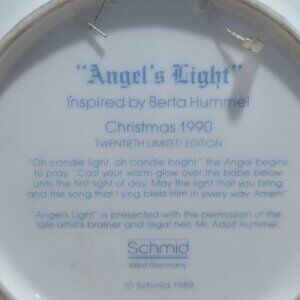 "Angel's Light"
Inspired by Berta Hummel
Christmas 1990
TWENTIETH LIMITED EDITION
"Oh candle light, oh candle bright," the Angel begins
to pray. "Cast your warm glow over the babe below
until the first light of day. May the light that you bring
and the song that I sing bless Him in every way. Amen!"
"Angel's Light" is presented with the permission of the
late artist's brother and legal heir, Mr. Adolf Hummel.
Schmid
West Germany
© Schmid 1989